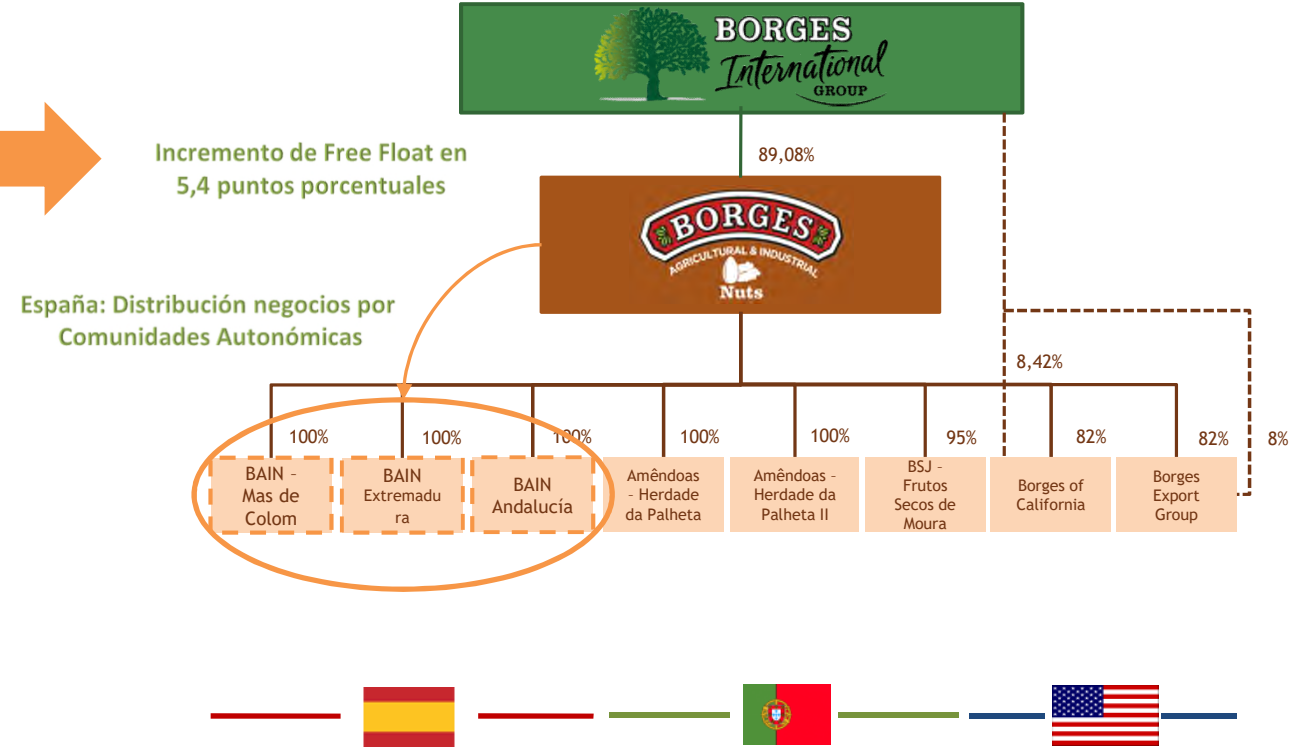 BORGES
International
GROUP
Incremento de Free Float en
5,4 puntos porcentuales
89,08%
BORGES
AGRICULTURAL & INDUSTRIAL
Nuts
España: Distribución negocios por
Comunidades Autonómicas
8,42%
100%
100%
100%
100%
100%
95%
82%
82%
8%
BAIN –
Mas de
Colom
BAIN
Extremadu
ra
BAIN
Andalucía
Amêndoas
– Herdade
da Palheta
Amêndoas –
Herdade da
Palheta II
BSJ –
Frutos
Secos de
Moura
Borges of
California
Borges
Export
Group